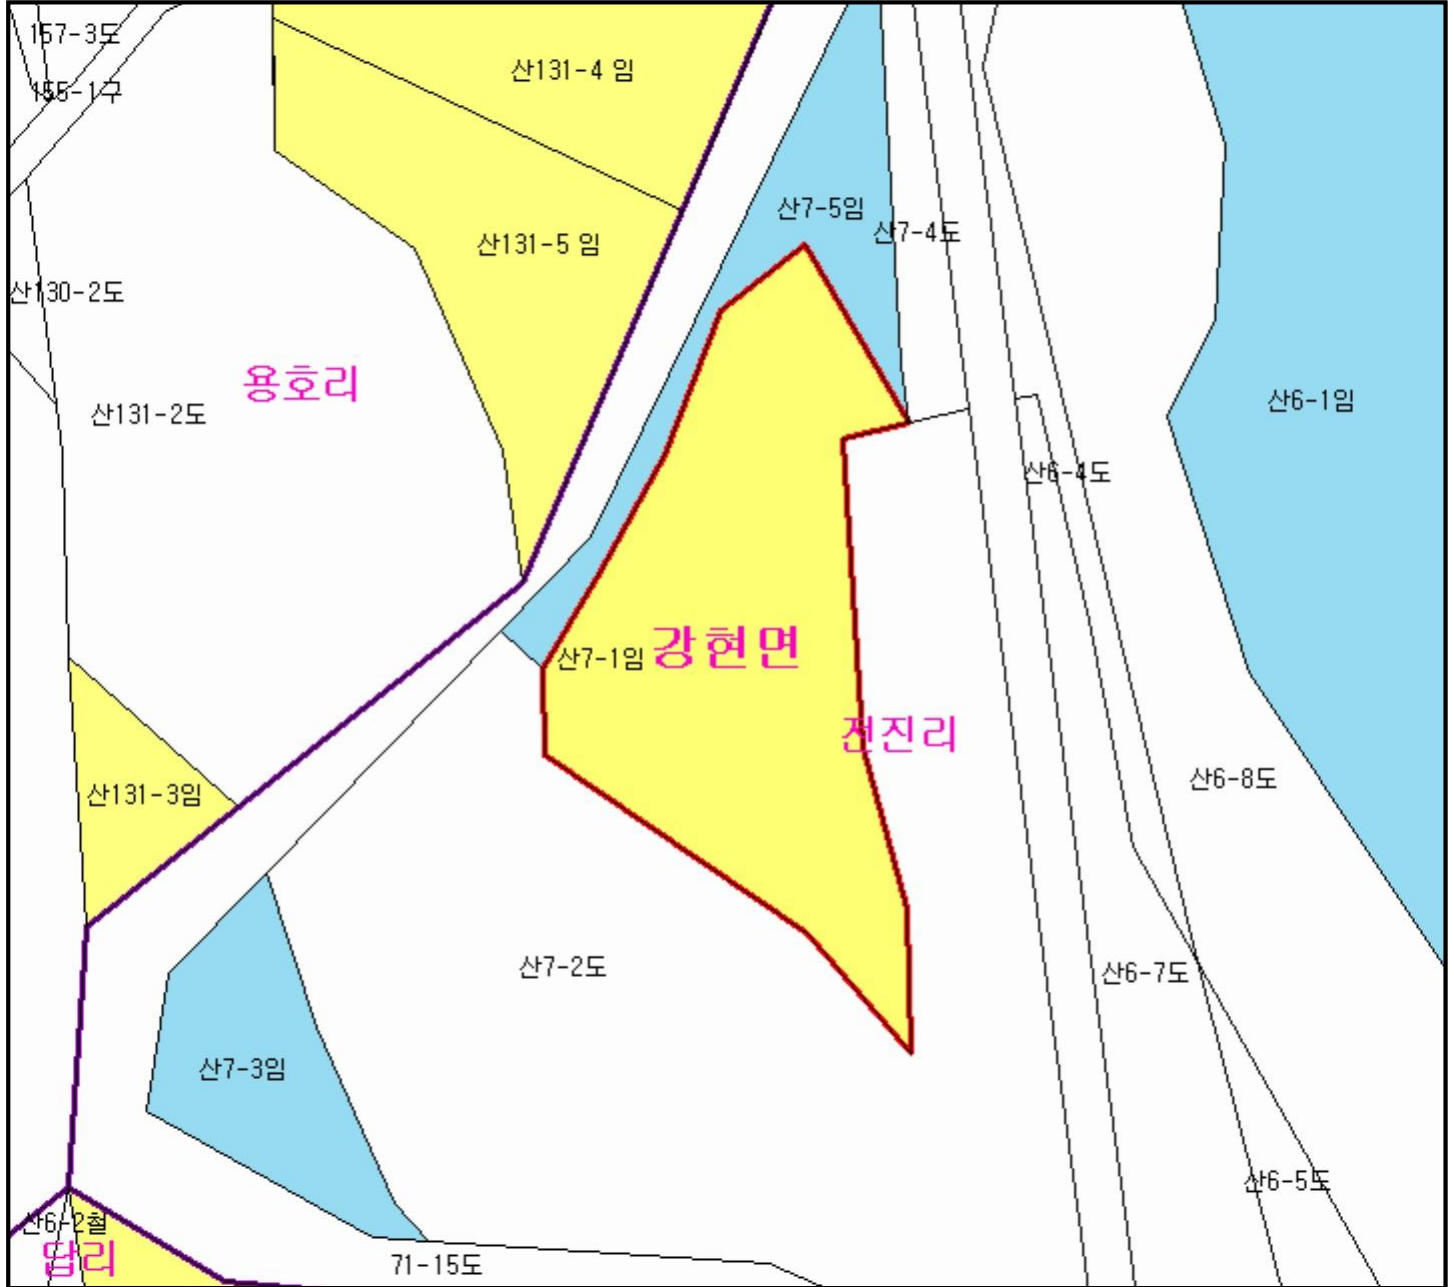 157-3도
산131-4 임
155-1구
산7-5임
산7-4도
산131-5 임
산130-2도
용호리
산6-1임
산131-2도
산6-4도
산7-1임
강현면
전진리
산6-8도
산131-3임
산7-2도
산6-7도
산7-3임
산6-5도
산6-2철
답리
71-15도